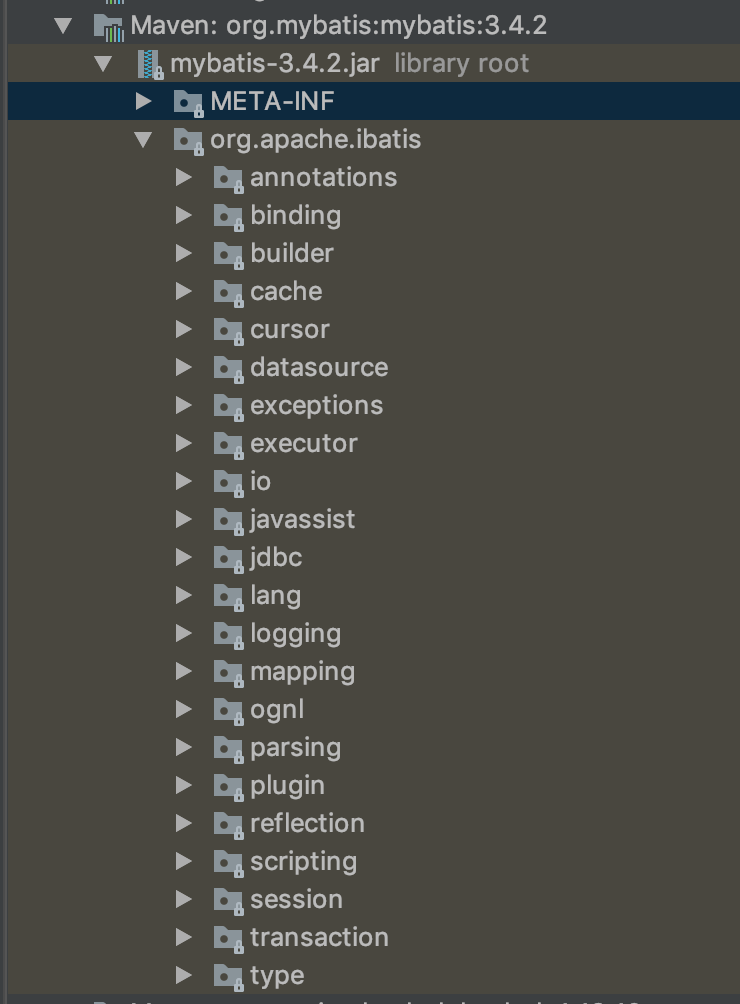 Maven: org.mybatis:mybatis:3.4.2
mybatis-3.4.2.jar library root
META-INF
org.apache.ibatis
annotations
binding
builder
cache
cursor
datasource
exceptions
executor
io
javassist
jdbc
lang
logging
mapping
ognl
parsing
plugin
reflection
scripting
session
transaction
type